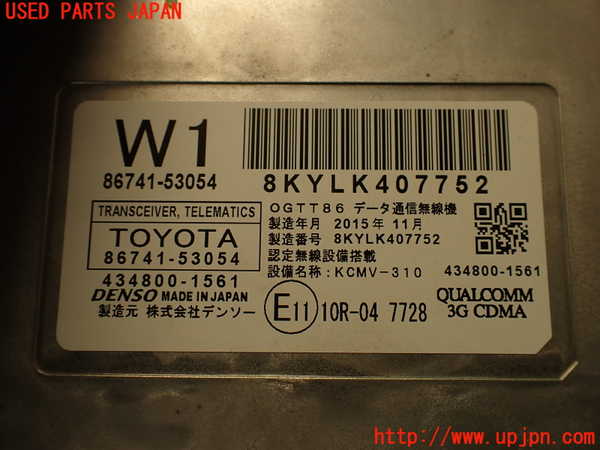 USED PARTS JAPAN
W1
86741-53054
8KYLK407752
TRANSCEIVER, TELEMATICS
TOYOTA
86741-53054
434800-1561
DENSO MADE IN JAPAN
製造元 株式会社デンソー
OGTT86 データ通信無線機
製造年月 2015年 11月
製造番号 8KYLK407752
認定無線設備搭載
設備名称:KCMV-310
434800-1561
E11 10R-04 7728
QUALCOMM
3G CDMA
http://www.upjpn.com/